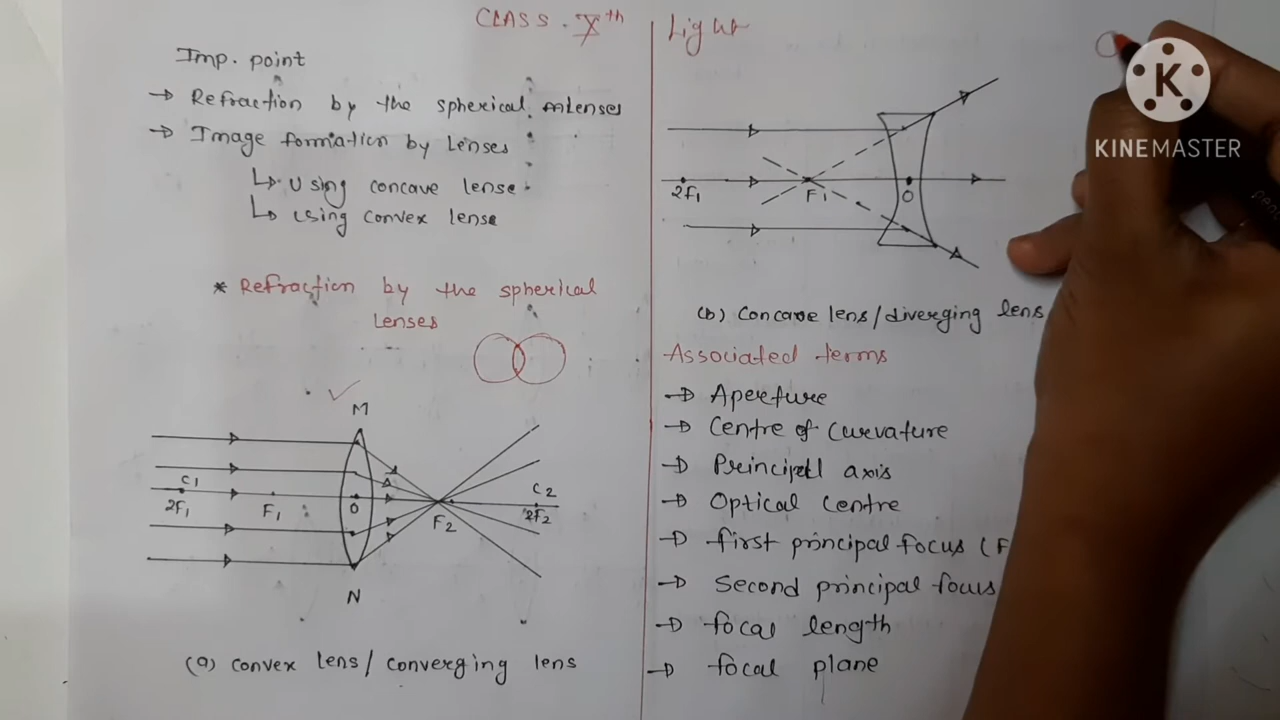 CLASS. Xth Light
Imp. point
→ Refraction by the spherical lenses
→ Image formation by Lenses
↳ Using concave lense
↳ Using convex lense
* Refraction by the spherical
Lenses
M
C1
2F1
F1
O
F2
C2
2F2
N
(a) convex lens/converging lens
2F1
F1
O
(b) Concave lens/diverging lens
Associated terms
→ Aperture
→ Centre of Curvature
→ Principal axis
→ Optical Centre
→ first principal focus (F
→ Second principal focus
→ focal length
→ focal plane
K
KINEMASTER